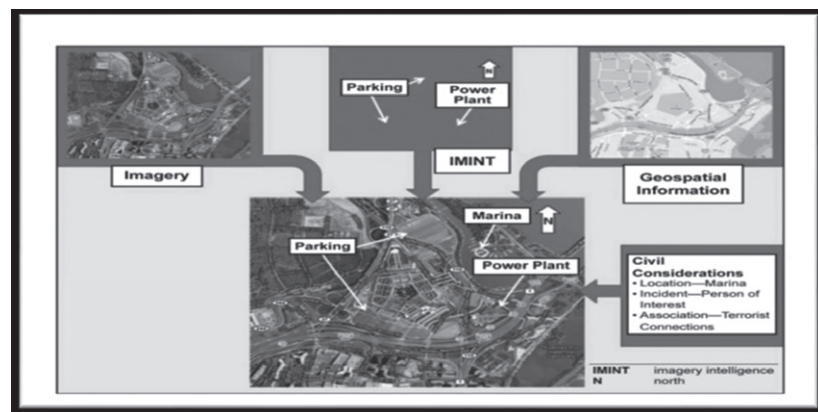 Parking
N
Power
Plant
Imagery
IMINT
Geospatial
Information
Marina
N
Parking
Power Plant
Civil
Considerations
• Location—Marina
• Incident—Person of
Interest
• Association—Terrorist
Connections
IMINT imagery intelligence
N north